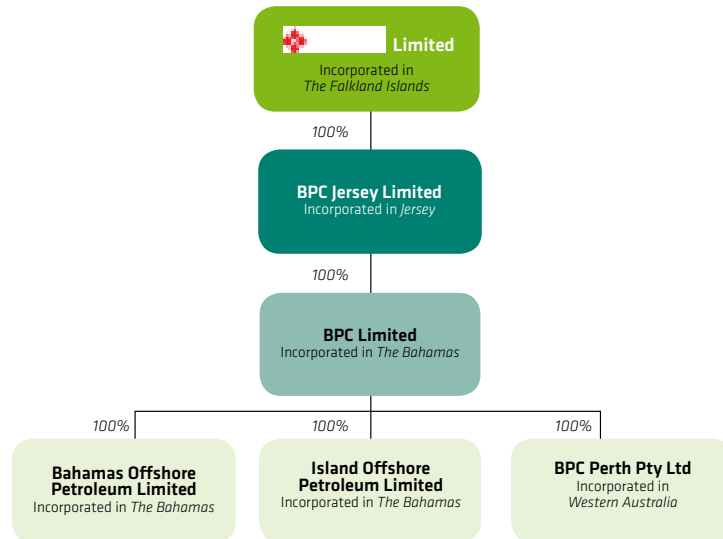 Limited
Incorporated in
The Falkland Islands
100%
BPC Jersey Limited
Incorporated in Jersey
100%
BPC Limited
Incorporated in The Bahamas
100%
100%
100%
Bahamas Offshore
Petroleum Limited
Incorporated in The Bahamas
Island Offshore
Petroleum Limited
Incorporated in The Bahamas
BPC Perth Pty Ltd
Incorporated in
Western Australia